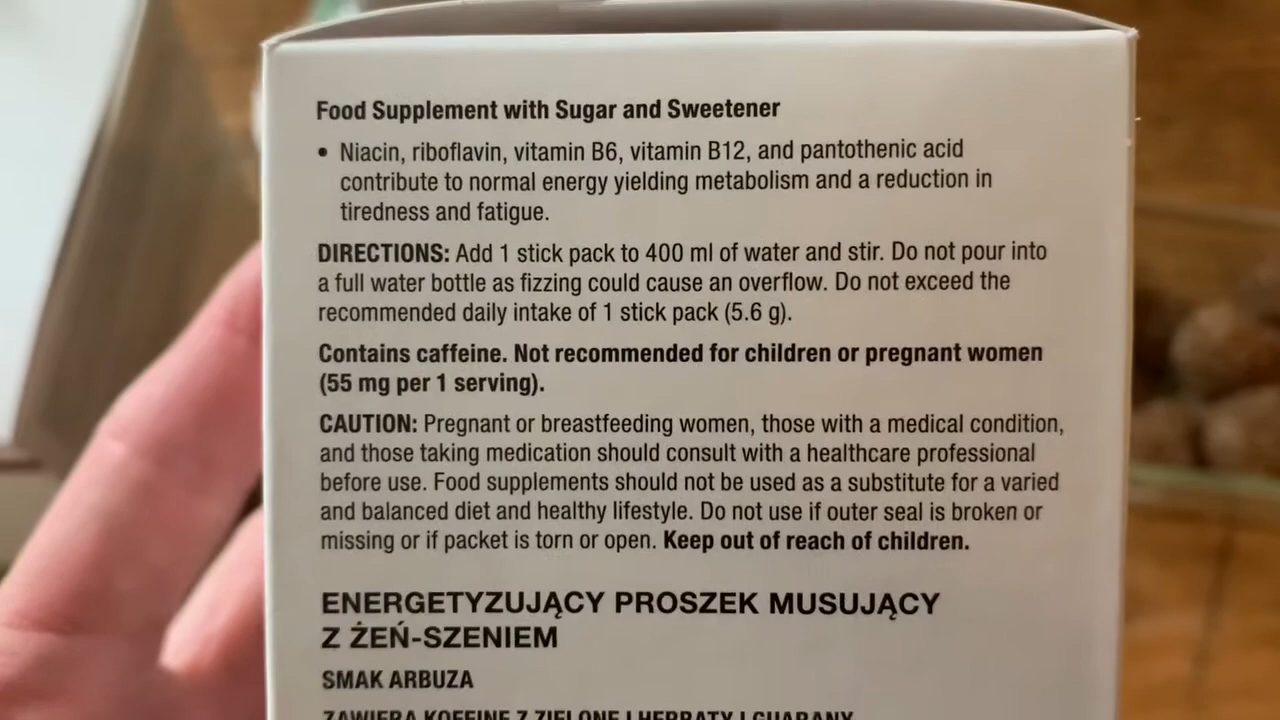 Food Supplement with Sugar and Sweetener
• Niacin, riboflavin, vitamin B6, vitamin B12, and pantothenic acid
contribute to normal energy yielding metabolism and a reduction in
tiredness and fatigue.
DIRECTIONS: Add 1 stick pack to 400 ml of water and stir. Do not pour into
a full water bottle as fizzing could cause an overflow. Do not exceed the
recommended daily intake of 1 stick pack (5.6 g).
Contains caffeine. Not recommended for children or pregnant women
(55 mg per 1 serving).
CAUTION: Pregnant or breastfeeding women, those with a medical condition,
and those taking medication should consult with a healthcare professional
before use. Food supplements should not be used as a substitute for a varied
and balanced diet and healthy lifestyle. Do not use if outer seal is broken or
missing or if packet is torn or open. Keep out of reach of children.
ENERGETYZUJĄCY PROSZEK MUSUJĄCY
Z ŻEŃ-SZENIEM
SMAK ARBUZA
ZAWIERA KOFEINĘ Z ZIELONEJ HERBATY I GUARANY